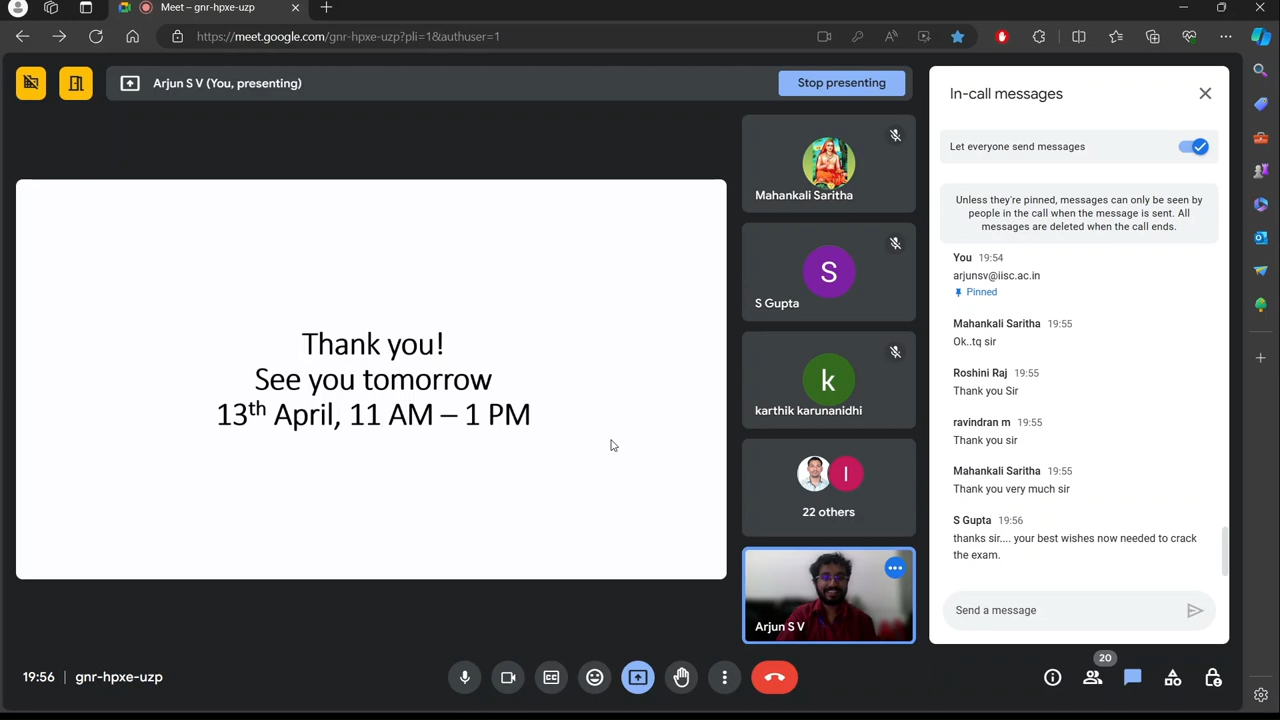 Meet – gnr-hpxe-uzp
https://meet.google.com/gnr-hpxe-uzp?pli=1&authuser=1
Arjun S V (You, presenting)
Stop presenting
Thank you!
See you tomorrow
13th April, 11 AM – 1 PM
Mahankali Saritha
S
S Gupta
k
karthik karunanidhi
I
22 others
Arjun S V
In-call messages
Let everyone send messages
Unless they're pinned, messages can only be seen by
people in the call when the message is sent. All
messages are deleted when the call ends.
You 19:54
arjunsv@iisc.ac.in
Pinned
Mahankali Saritha 19:55
Ok..tq sir
Roshini Raj 19:55
Thank you Sir
ravindran m 19:55
Thank you sir
Mahankali Saritha 19:55
Thank you very much sir
S Gupta 19:56
thanks sir.... your best wishes now needed to crack
the exam.
Send a message
19:56 | gnr-hpxe-uzp
20